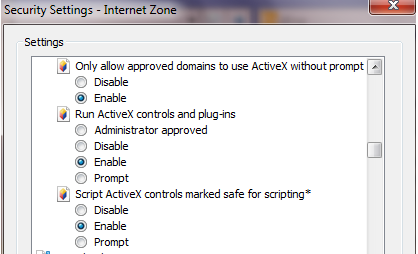 Security Settings - Internet Zone
Settings
Only allow approved domains to use ActiveX without prompt
Disable
Enable
Run ActiveX controls and plug-ins
Administrator approved
Disable
Enable
Prompt
Script ActiveX controls marked safe for scripting*
Disable
Enable
Prompt